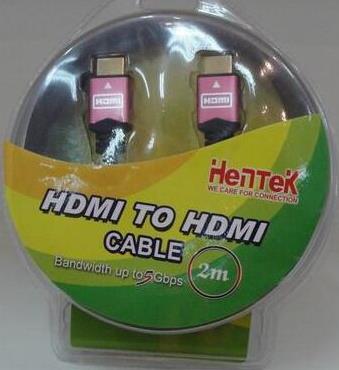 HDMI HDMI
HenTek
WE CARE FOR CONNECTION
HDMI TO HDMI
CABLE
Bandwidth up to 5Gbps
2m